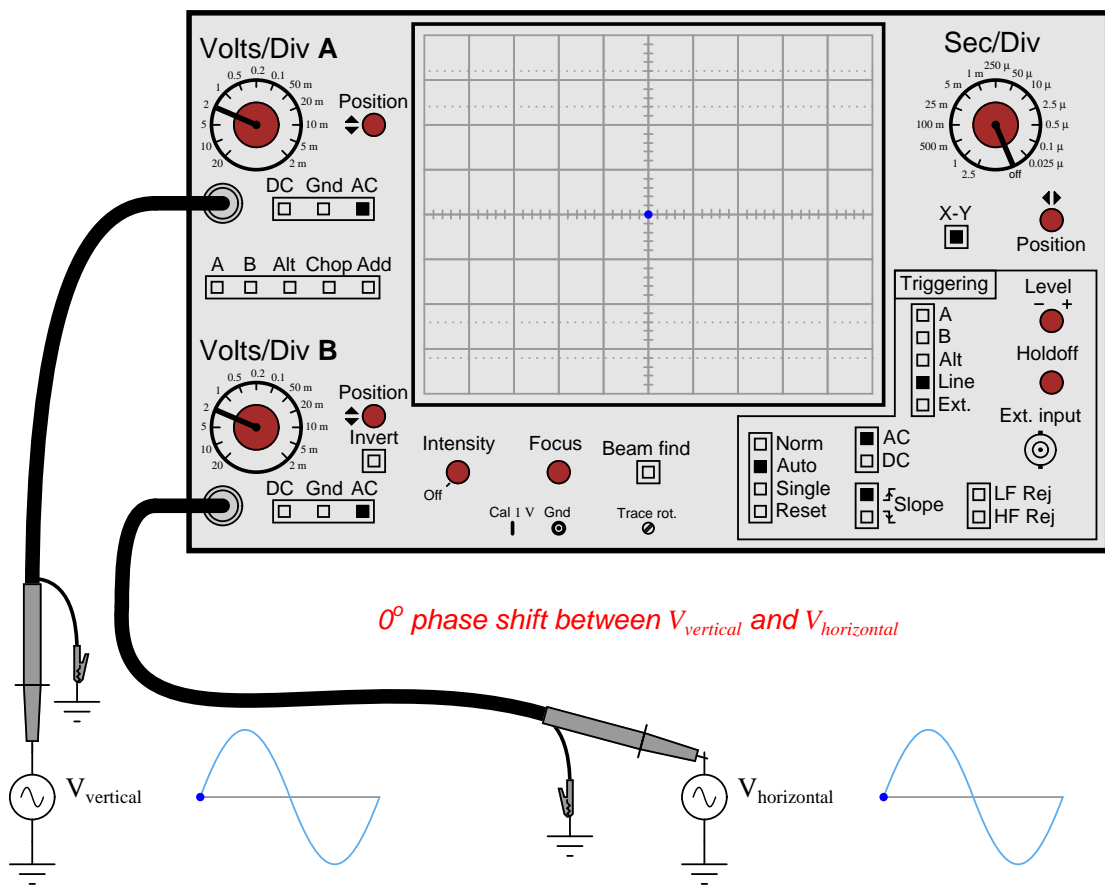 Volts/Div A
0.5 0.2 0.1
1 50 m
2 20 m
5 10 m
10 5 m
20 2 m
Position
DC Gnd AC
A B Alt Chop Add
Volts/Div B
0.5 0.2 0.1
1 50 m
2 20 m
5 10 m
10 5 m
20 2 m
Position
Invert
DC Gnd AC
Intensity
Off
Focus
Beam find
Cal 1 V Gnd Trace rot.
Sec/Div
250 µ
1 m 50 µ
5 m 10 µ
25 m 2.5 µ
100 m 0.5 µ
500 m 0.1 µ
1 0.025 µ
2.5 off
X-Y
Position
Triggering
A
B
Alt
Line
Ext.
Level
− +
Holdoff
Ext. input
Norm
Auto
Single
Reset
AC
DC
Slope
LF Rej
HF Rej
0° phase shift between Vvertical and Vhorizontal
Vvertical
Vhorizontal